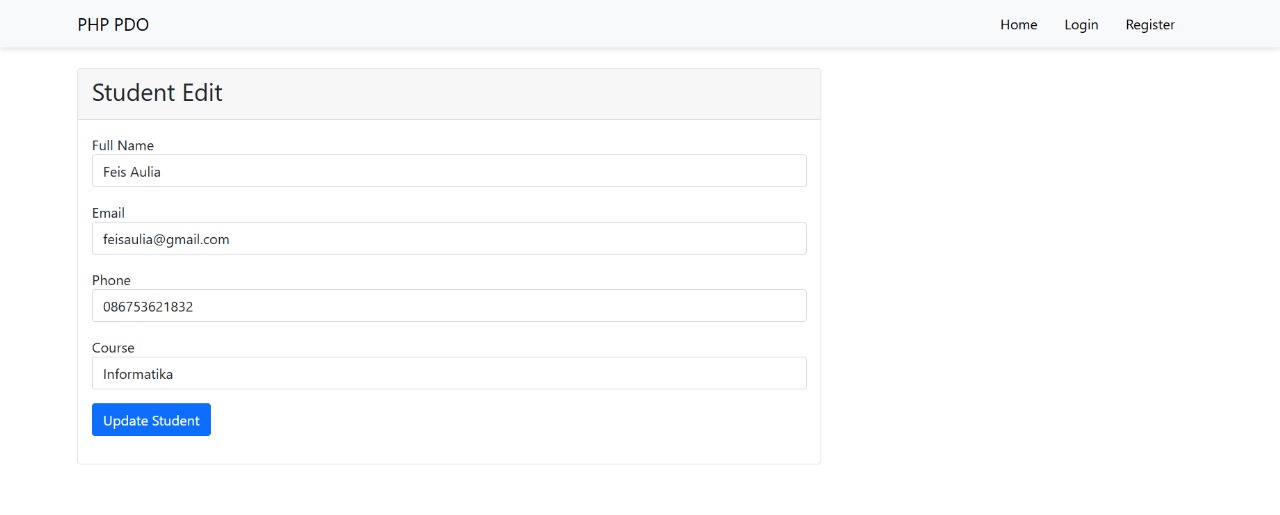 PHP PDO
Home Login Register
Student Edit
Full Name
Feis Aulia
Email
feisaulia@gmail.com
Phone
086753621832
Course
Informatika
Update Student